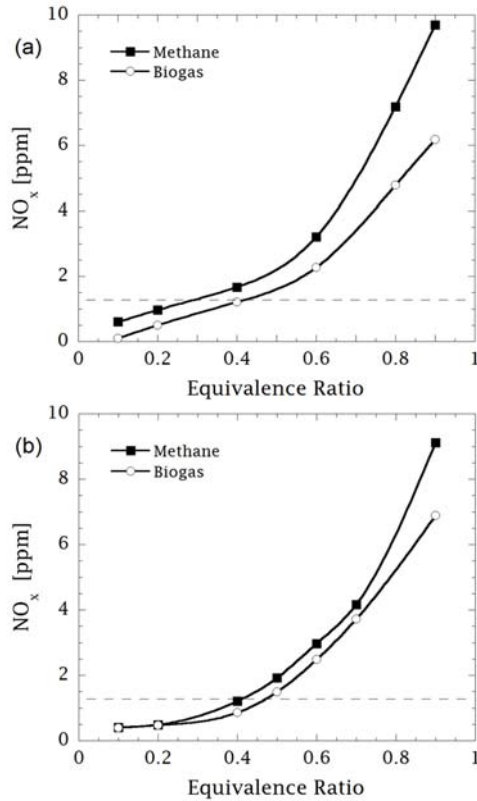 (a)
10
8
6
4
2
0
NOx [ppm]
Methane
Biogas
0 0.2 0.4 0.6 0.8 1
Equivalence Ratio
(b)
10
8
6
4
2
0
NOx [ppm]
Methane
Biogas
0 0.2 0.4 0.6 0.8 1
Equivalence Ratio